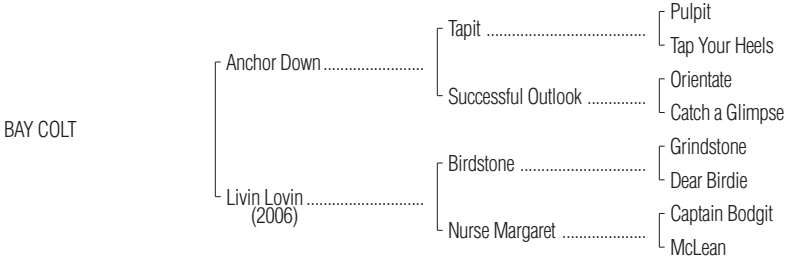 Pulpit
Tapit ....................................
Tap Your Heels
Anchor Down.......................
Orientate
Successful Outlook .............
Catch a Glimpse
BAY COLT
Grindstone
Birdstone .............................
Dear Birdie
Livin Lovin ...........................
(2006)
Captain Bodgit
Nurse Margaret ...................
McLean